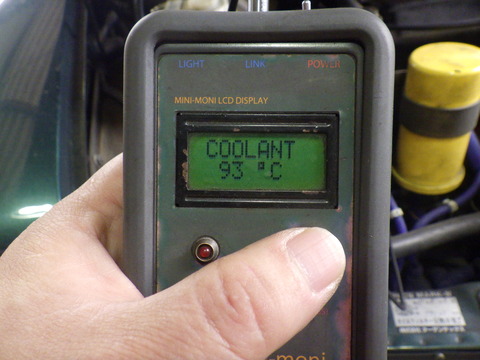 LIGHT LINK POWER
MINI-MONI LCD DISPLAY
COOLANT
93 °C
moni